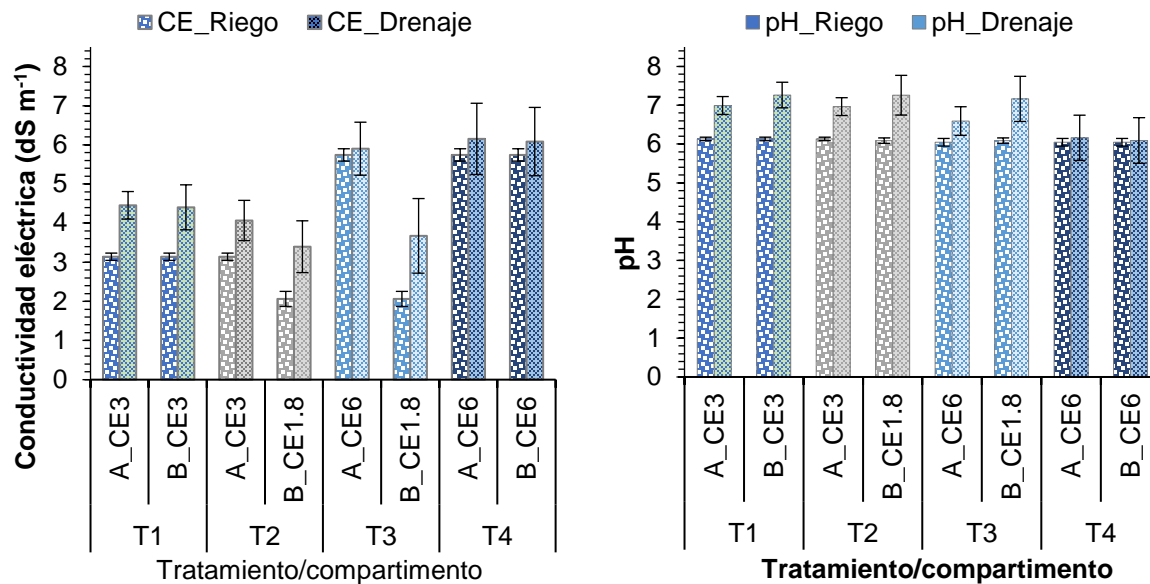 CE_Riego CE_Drenaje
Conductividad eléctrica (dS m⁻¹)
8
7
6
5
4
3
2
1
0
A_CE3 B_CE3 A_CE3 B_CE1.8 A_CE6 B_CE1.8 A_CE6 B_CE6
T1 T2 T3 T4
Tratamiento/compartimento
pH_Riego pH_Drenaje
pH
8
7
6
5
4
3
2
1
0
A_CE3 B_CE3 A_CE3 B_CE1.8 A_CE6 B_CE1.8 A_CE6 B_CE6
T1 T2 T3 T4
Tratamiento/compartimento